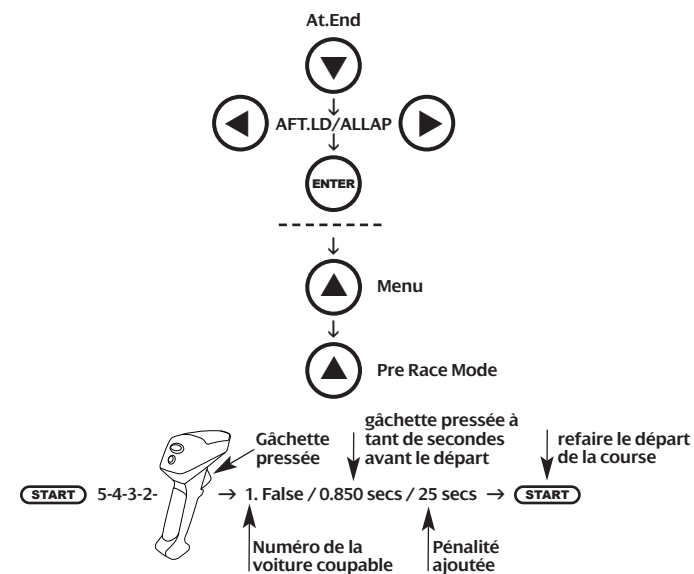 At.End
AFT.LD/ALLAP
ENTER
Menu
Pre Race Mode
Gâchette
pressée
gâchette pressée à
tant de secondes
avant le départ
refaire le départ
de la course
START 5-4-3-2- → 1. False / 0.850 secs / 25 secs → START
Numéro de la
voiture coupable
Pénalité
ajoutée